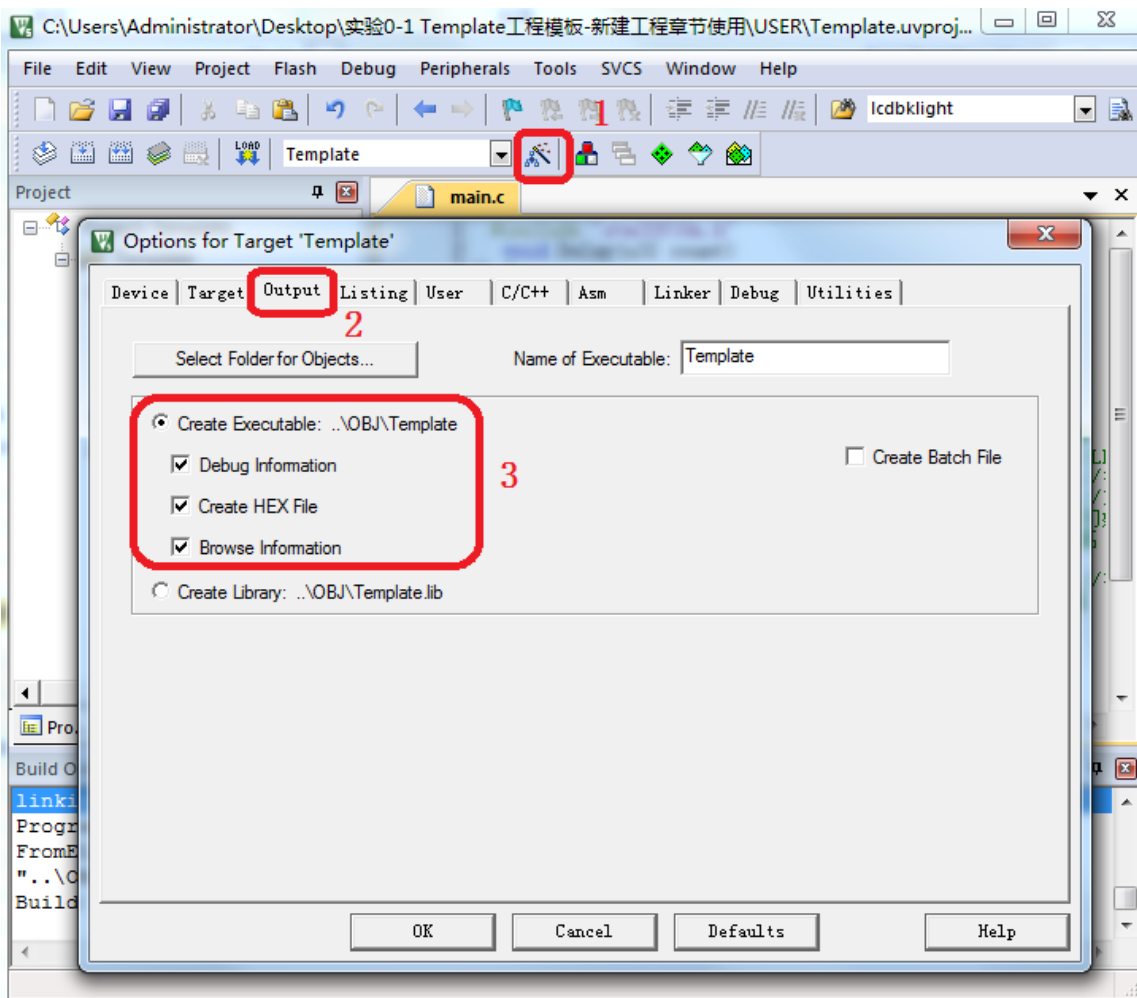 C:\Users\Administrator\Desktop\实验0-1 Template工程模板-新建工程章节使用\USER\Template.uvproj...
File Edit View Project Flash Debug Peripherals Tools SVCS Window Help
1
lcdbklight
LOAD
Template
Project
main.c
Options for Target 'Template'
Device Target Output Listing User C/C++ Asm Linker Debug Utilities
2
Select Folder for Objects...
Name of Executable: Template
Create Executable: ..\OBJ\Template
Debug Information
3
Create Batch File
Create HEX File
Browse Information
Create Library: ..\OBJ\Template.lib
Pro.
Build O
linki
Progr
FromE
"..\O
Build
OK Cancel Defaults Help